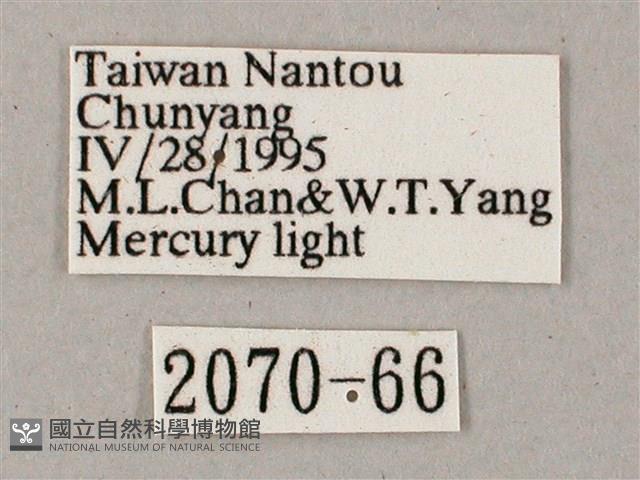 Taiwan Nantou
Chunyang
IV/28/1995
M.L.Chan&W.T.Yang
Mercury light
2070-66
國立自然科學博物館
NATIONAL MUSEUM OF NATURAL SCIENCE